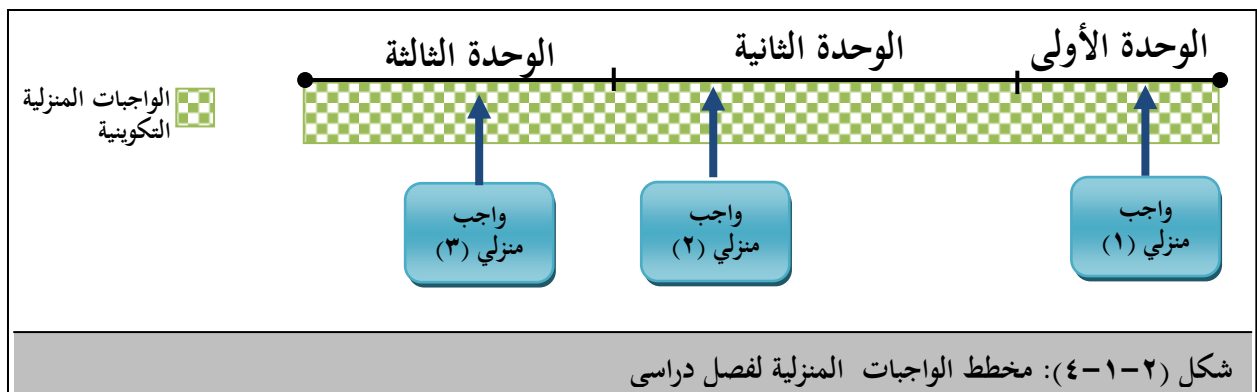 الوحدة الأولى
الوحدة الثانية
الوحدة الثالثة
الواجبات المنزلية
التكوينية
واجب
منزلي (١)
واجب
منزلي (٢)
واجب
منزلي (٣)
شكل (٢-١-٤): مخطط الواجبات المنزلية لفصل دراسي